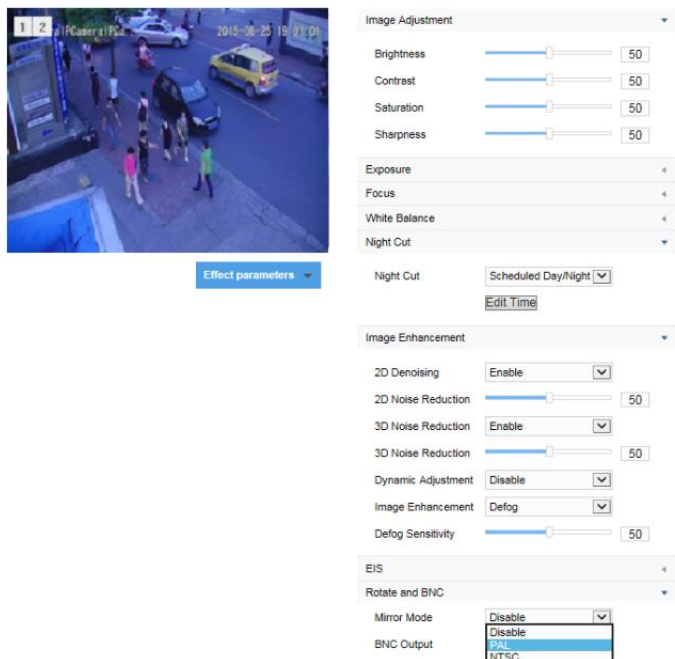 1 2
2015-06-25 19 01 01
Effect parameters
Image Adjustment
Brightness 50
Contrast 50
Saturation 50
Sharpness 50
Exposure
Focus
White Balance
Night Cut
Night Cut Scheduled Day/Night
Edit Time
Image Enhancement
2D Denoising Enable
2D Noise Reduction 50
3D Noise Reduction Enable
3D Noise Reduction 50
Dynamic Adjustment Disable
Image Enhancement Defog
Defog Sensitivity 50
EIS
Rotate and BNC
Mirror Mode Disable
Disable
BNC Output PAL
NTSC